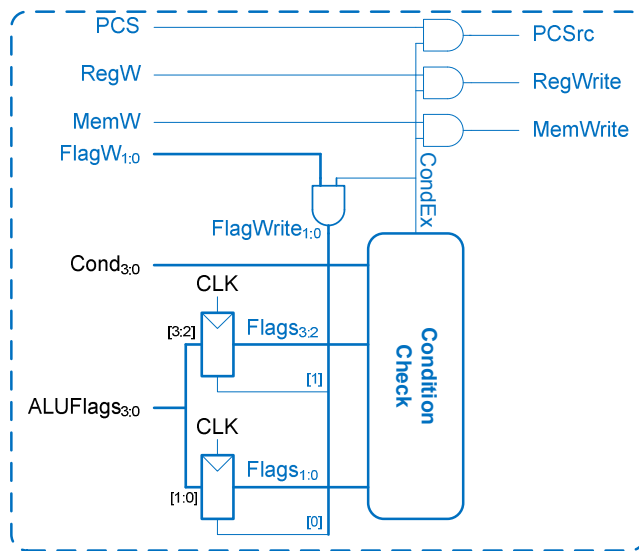 PCS
PCSrc
RegW
RegWrite
MemW
MemWrite
FlagW1:0
CondEx
FlagWrite1:0
Cond3:0
CLK
[3:2]
Flags3:2
Condition
Check
[1]
ALUFlags3:0
CLK
Flags1:0
[1:0]
[0]